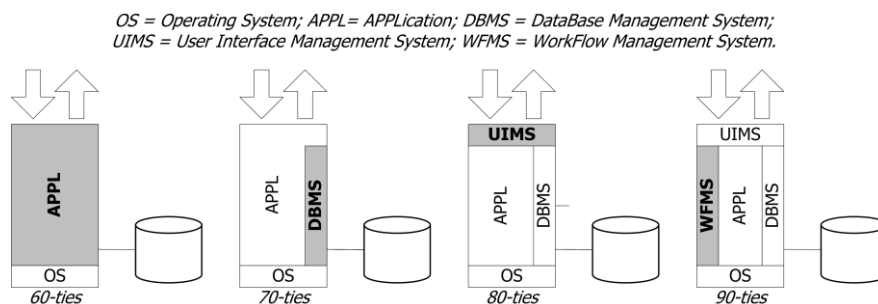 OS = Operating System; APPL= APPLication; DBMS = DataBase Management System;
UIMS = User Interface Management System; WFMS = WorkFlow Management System.
APPL
OS
60-ties
APPL
DBMS
OS
70-ties
UIMS
APPL
DBMS
OS
80-ties
UIMS
WFMS
APPL
DBMS
OS
90-ties